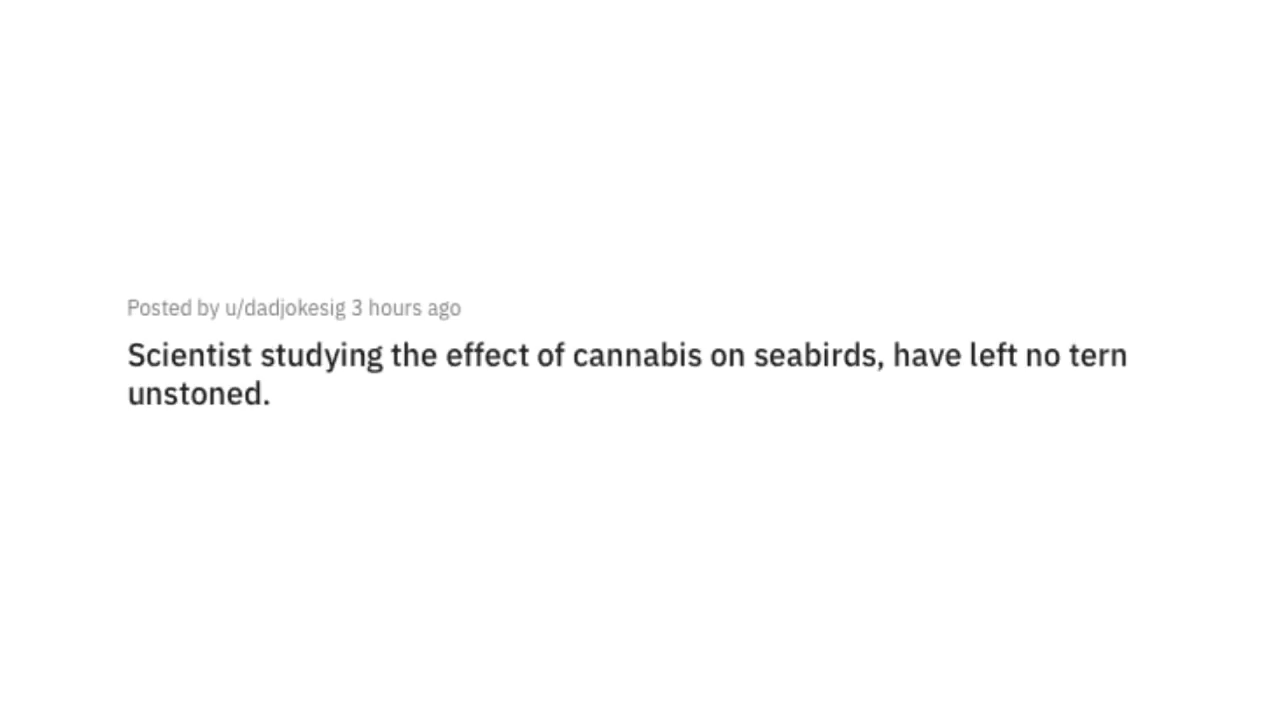 Posted by u/dadjokesig 3 hours ago
Scientist studying the effect of cannabis on seabirds, have left no tern
unstoned.